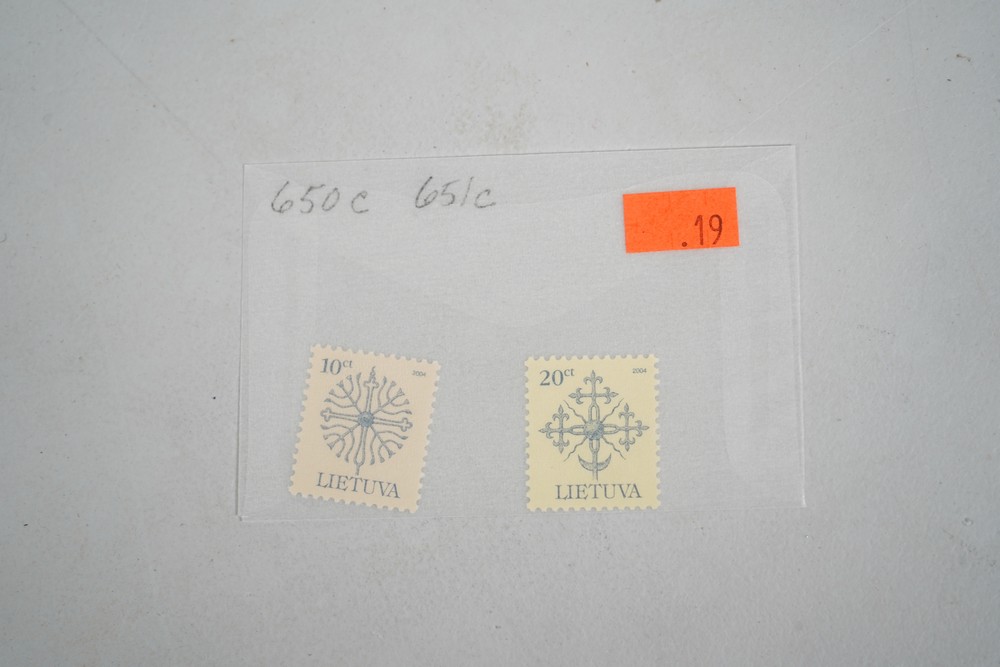 650c 651c
.19
10ct 2004
LIETUVA
20ct 2004
LIETUVA